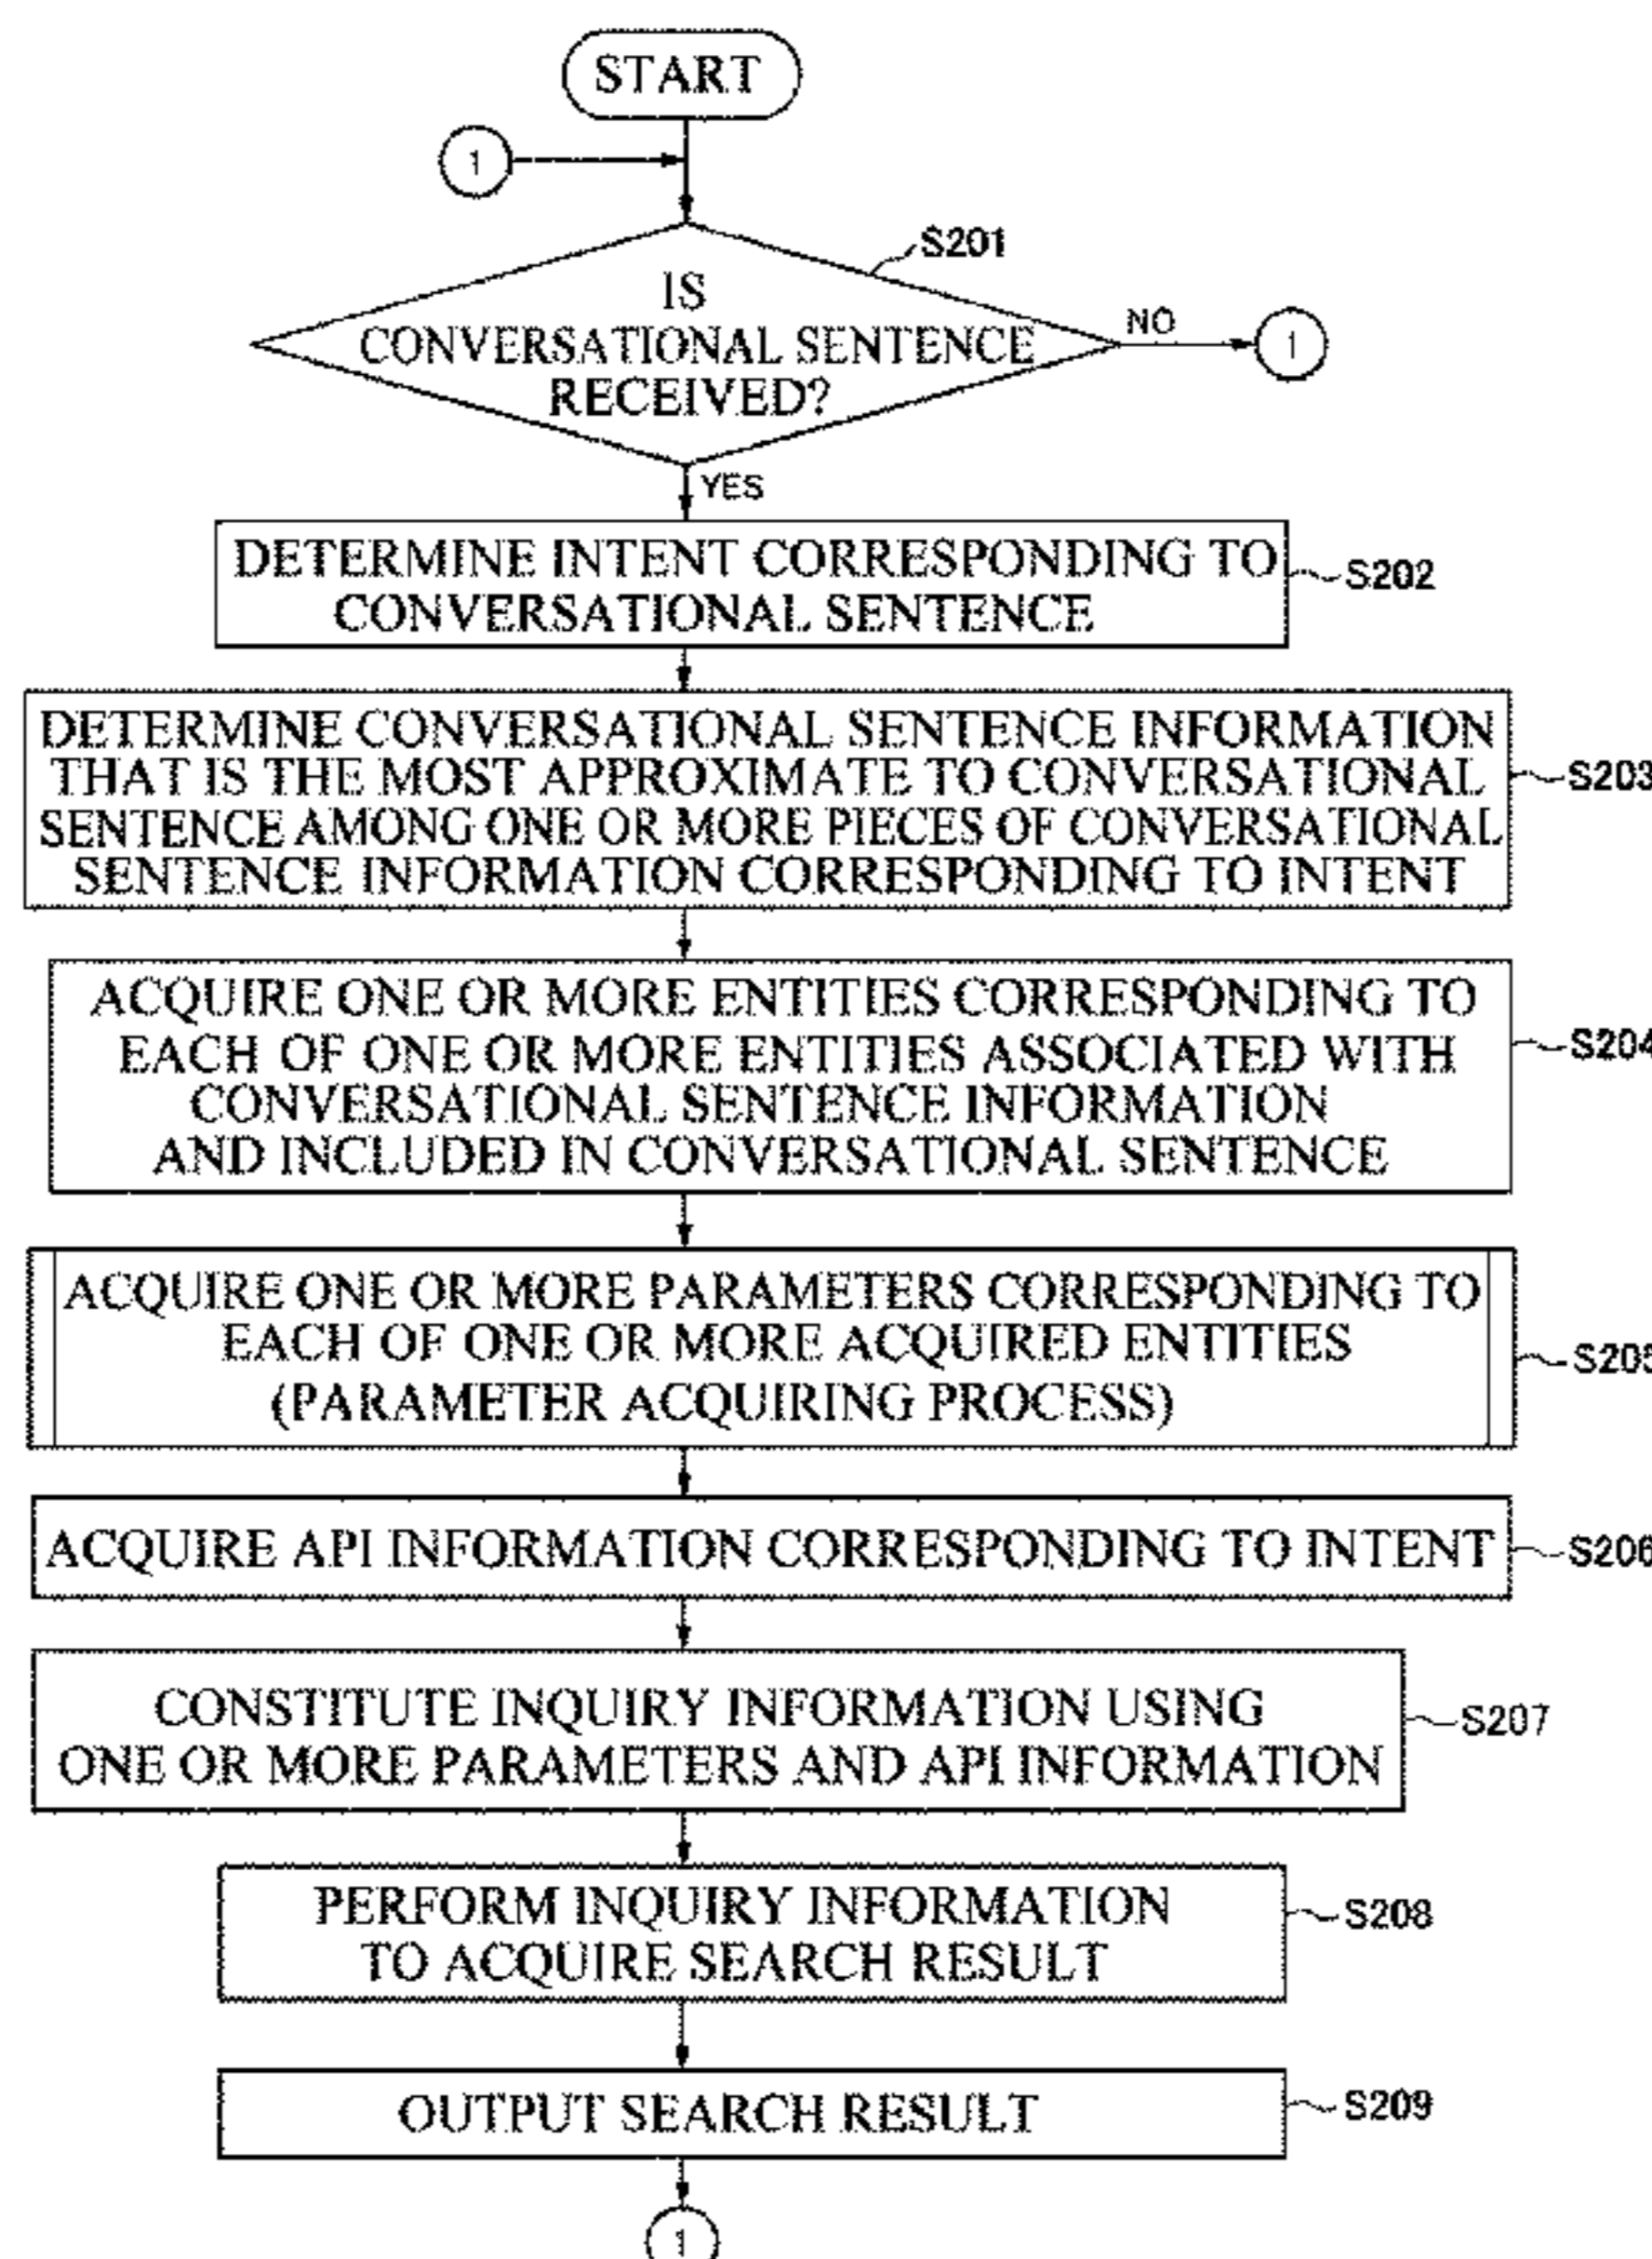 START
1
S201
IS
CONVERSATIONAL SENTENCE
RECEIVED?
NO
1
YES
DETERMINE INTENT CORRESPONDING TO
CONVERSATIONAL SENTENCE
S202
DETERMINE CONVERSATIONAL SENTENCE INFORMATION
THAT IS THE MOST APPROXIMATE TO CONVERSATIONAL
SENTENCE AMONG ONE OR MORE PIECES OF CONVERSATIONAL
SENTENCE INFORMATION CORRESPONDING TO INTENT
S203
ACQUIRE ONE OR MORE ENTITIES CORRESPONDING TO
EACH OF ONE OR MORE ENTITIES ASSOCIATED WITH
CONVERSATIONAL SENTENCE INFORMATION
AND INCLUDED IN CONVERSATIONAL SENTENCE
S204
ACQUIRE ONE OR MORE PARAMETERS CORRESPONDING TO
EACH OF ONE OR MORE ACQUIRED ENTITIES
(PARAMETER ACQUIRING PROCESS)
S205
ACQUIRE API INFORMATION CORRESPONDING TO INTENT
S206
CONSTITUTE INQUIRY INFORMATION USING
ONE OR MORE PARAMETERS AND API INFORMATION
S207
PERFORM INQUIRY INFORMATION
TO ACQUIRE SEARCH RESULT
S208
OUTPUT SEARCH RESULT
S209
1